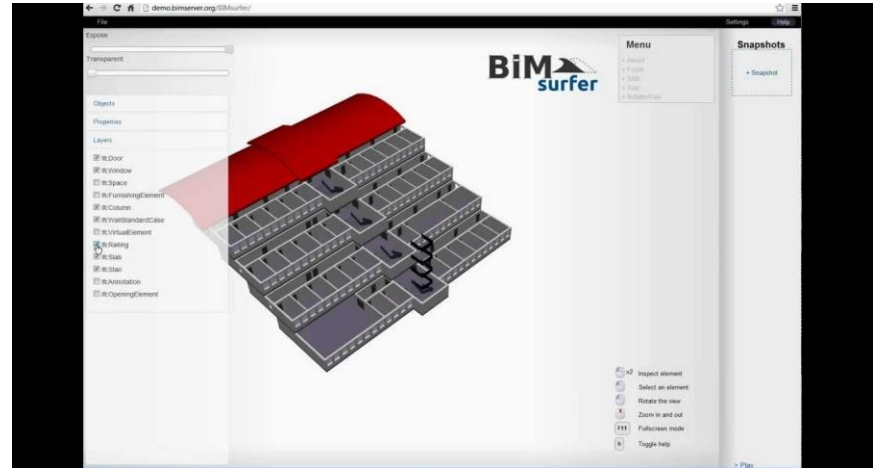 demo.bimserver.org/BIMsurfer/
File
Settings
Help
Expose
Transparent
Objects
Properties
Layers
ifcDoor
ifcWindow
ifcSpace
ifcFurnishingElement
ifcColumn
ifcWallStandardCase
ifcVirtualElement
ifcRailing
ifcSlab
ifcStair
ifcAnnotation
ifcOpeningElement
BiM
surfer
Menu
Snapshots
+ Snapshot
x2 Inspect element
Select an element
Rotate the view
Zoom in and out
F11 Fullscreen mode
Toggle help
> Play